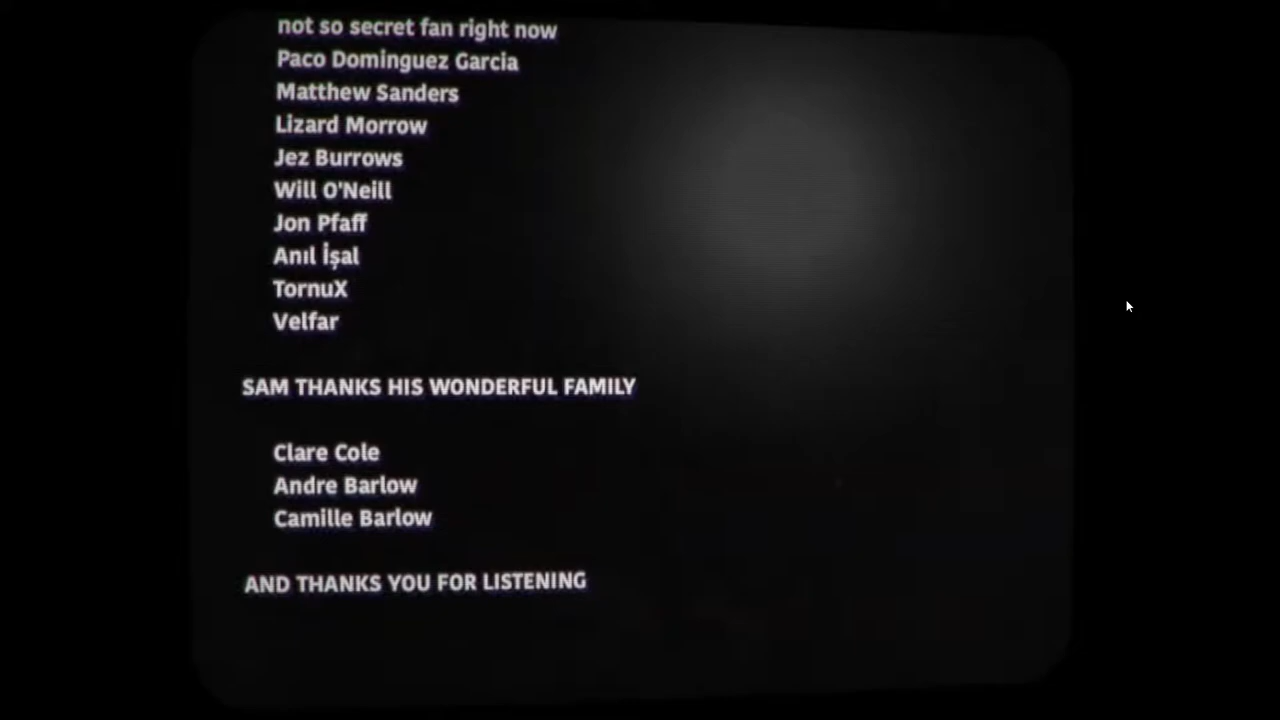 not so secret fan right now
Paco Dominguez Garcia
Matthew Sanders
Lizard Morrow
Jez Burrows
Will O'Neill
Jon Pfaff
Anıl İşal
TornuX
Velfar
SAM THANKS HIS WONDERFUL FAMILY
Clare Cole
Andre Barlow
Camille Barlow
AND THANKS YOU FOR LISTENING